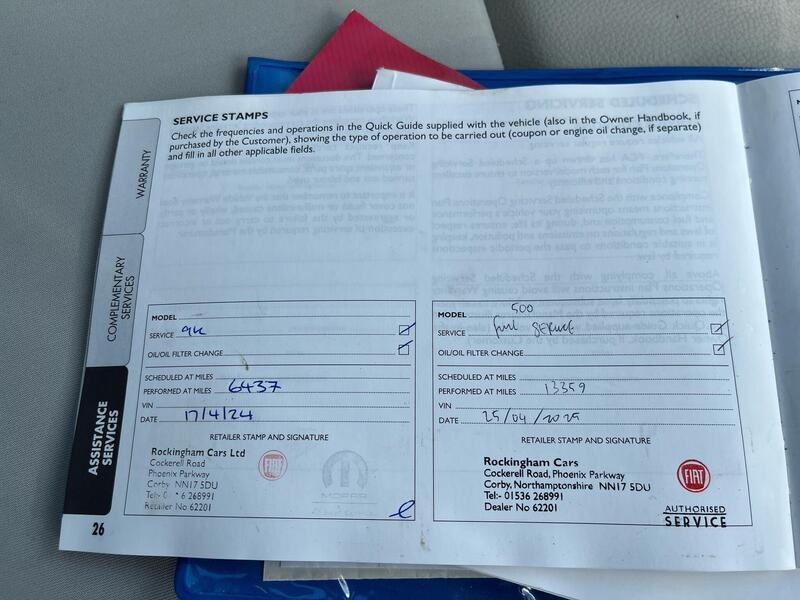 SERVICE STAMPS
Check the frequencies and operations in the Quick Guide supplied with the vehicle (also in the Owner Handbook, if
purchased by the Customer), showing the type of operation to be carried out (coupon or engine oil change, if separate)
and fill in all other applicable fields.
WARRANTY
COMPLEMENTARY
SERVICES
ASSISTANCE
SERVICES
MODEL
SERVICE 9K
OIL/OIL FILTER CHANGE
SCHEDULED AT MILES
PERFORMED AT MILES 6437
VIN
DATE 17/4/24
RETAILER STAMP AND SIGNATURE
Rockingham Cars Ltd
Cockerell Road
Phoenix Parkway
Corby NN17 5DU
Tel:- 6 268991
Retailer No 62201
FIAT
MOPAR
MODEL 500
SERVICE full service
OIL/OIL FILTER CHANGE
SCHEDULED AT MILES
PERFORMED AT MILES 13359
VIN
DATE 25/04/2025
RETAILER STAMP AND SIGNATURE
Rockingham Cars
Cockerell Road, Phoenix Parkway
Corby, Northamptonshire NN17 5DU
Tel:- 01536 268991
Dealer No 62201
FIAT
AUTHORISED
SERVICE
26